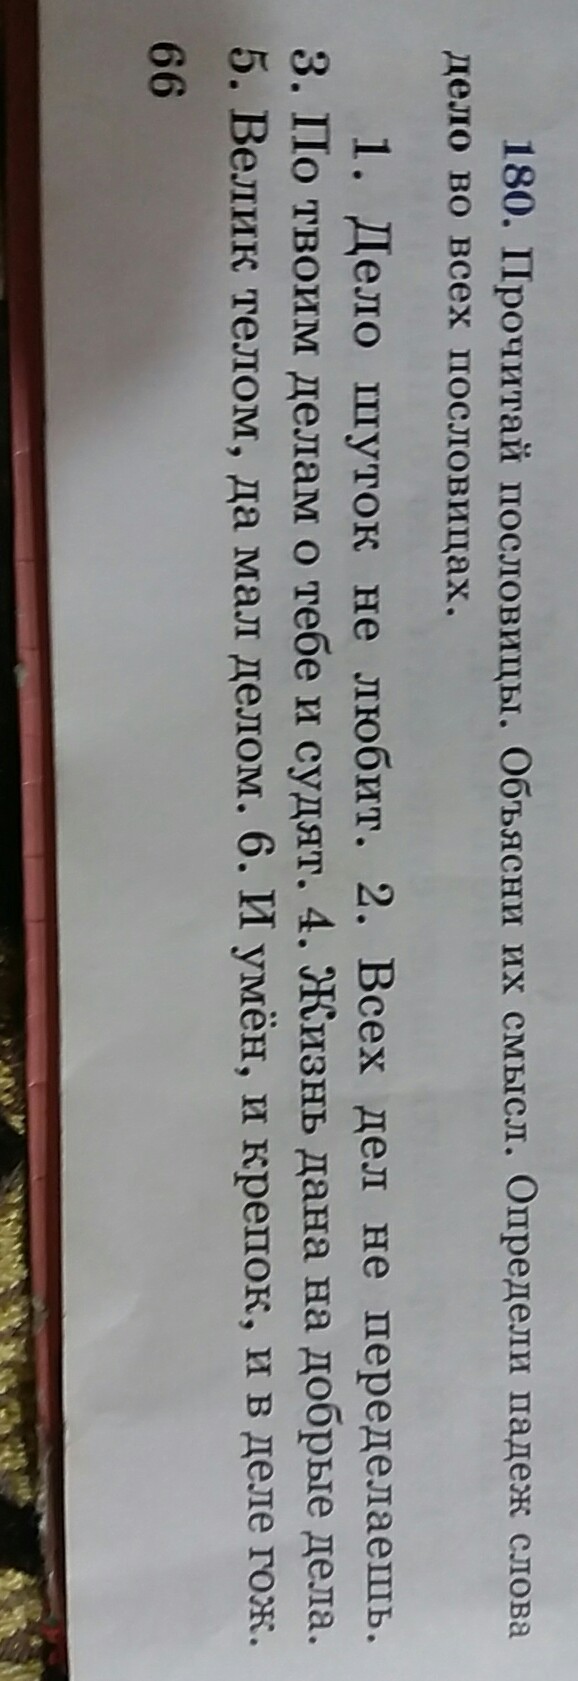 180. Прочитай пословицы. Объясни их смысл. Определи падеж слова
дело во всех пословицах.
1. Дело шуток не любит. 2. Всех дел не переделаешь.
3. По твоим делам о тебе и судят. 4. Жизнь дана на добрые дела.
5. Велик телом, да мал делом. 6. И умён, и крепок, и в деле гож.
66